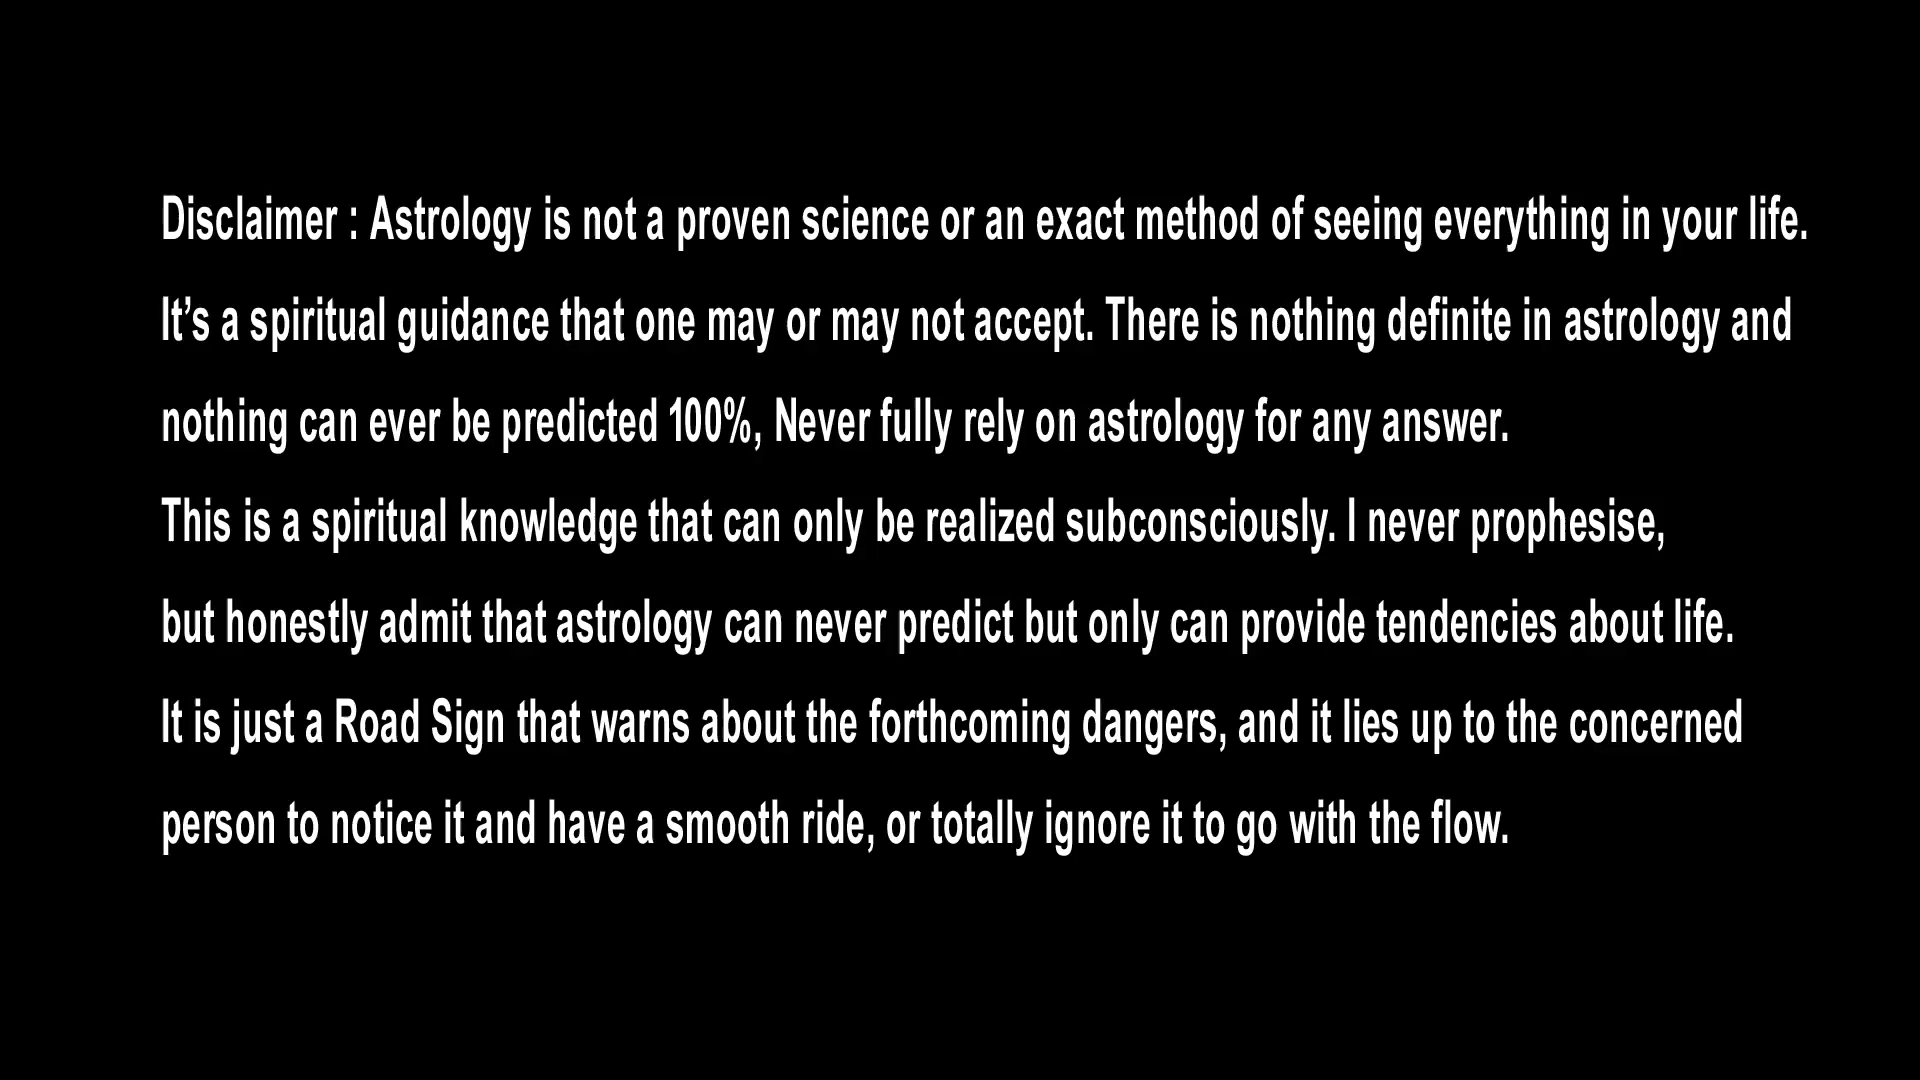 Disclaimer : Astrology is not a proven science or an exact method of seeing everything in your life.
It’s a spiritual guidance that one may or may not accept. There is nothing definite in astrology and
nothing can ever be predicted 100%, Never fully rely on astrology for any answer.
This is a spiritual knowledge that can only be realized subconsciously. I never prophesise,
but honestly admit that astrology can never predict but only can provide tendencies about life.
It is just a Road Sign that warns about the forthcoming dangers, and it lies up to the concerned
person to notice it and have a smooth ride, or totally ignore it to go with the flow.